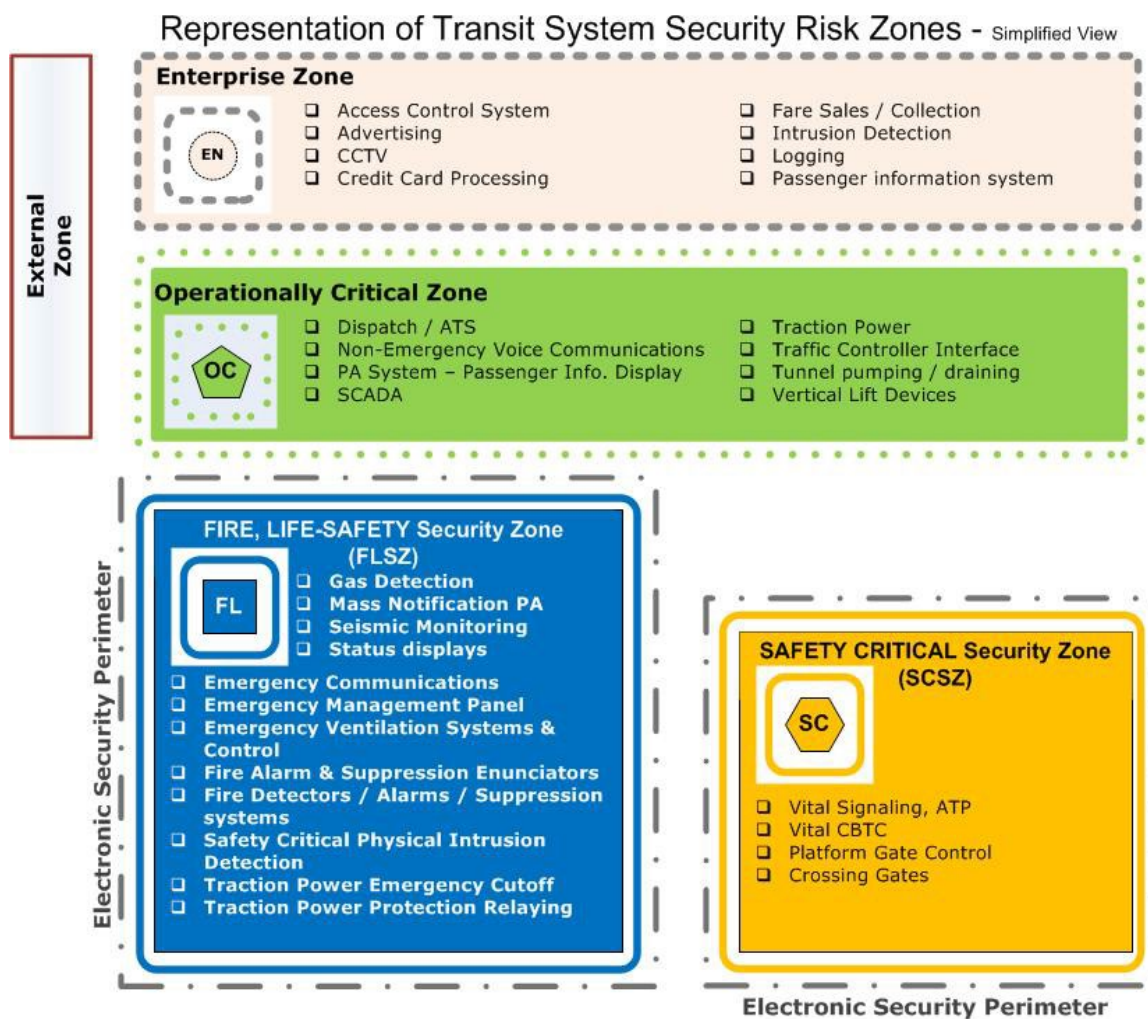 Representation of Transit System Security Risk Zones - Simplified View
External
Zone
Enterprise Zone
EN
❑ Access Control System
❑ Advertising
❑ CCTV
❑ Credit Card Processing
❑ Fare Sales / Collection
❑ Intrusion Detection
❑ Logging
❑ Passenger information system
Operationally Critical Zone
OC
❑ Dispatch / ATS
❑ Non-Emergency Voice Communications
❑ PA System – Passenger Info. Display
❑ SCADA
❑ Traction Power
❑ Traffic Controller Interface
❑ Tunnel pumping / draining
❑ Vertical Lift Devices
Electronic Security Perimeter
FIRE, LIFE-SAFETY Security Zone
(FLSZ)
FL
❑ Gas Detection
❑ Mass Notification PA
❑ Seismic Monitoring
❑ Status displays
❑ Emergency Communications
❑ Emergency Management Panel
❑ Emergency Ventilation Systems &
Control
❑ Fire Alarm & Suppression Enunciators
❑ Fire Detectors / Alarms / Suppression
systems
❑ Safety Critical Physical Intrusion
Detection
❑ Traction Power Emergency Cutoff
❑ Traction Power Protection Relaying
SAFETY CRITICAL Security Zone
(SCSZ)
SC
❑ Vital Signaling, ATP
❑ Vital CBTC
❑ Platform Gate Control
❑ Crossing Gates
Electronic Security Perimeter